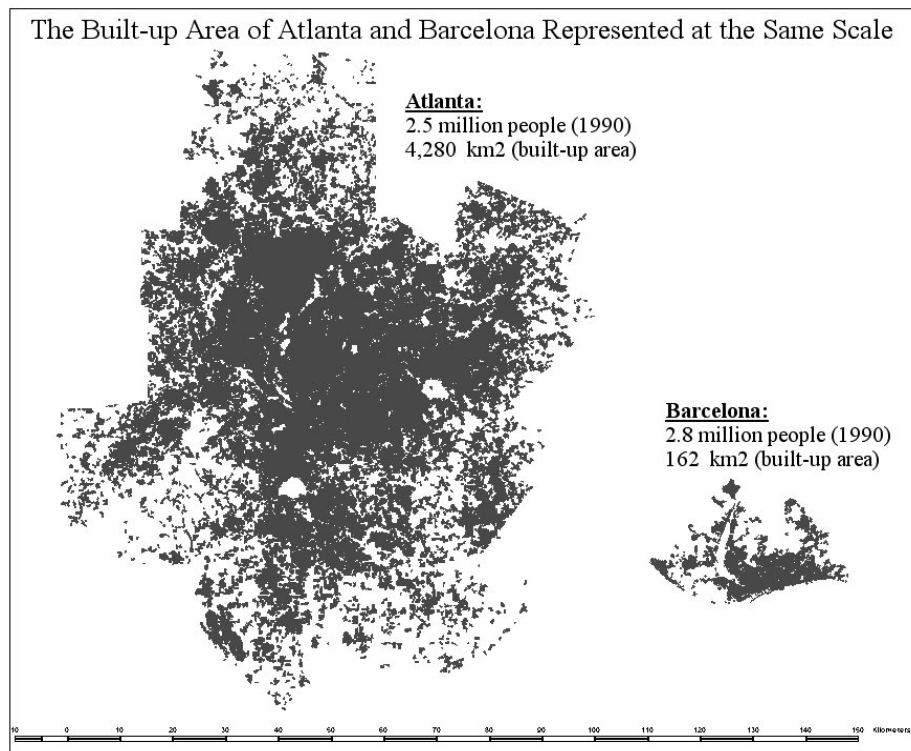 The Built-up Area of Atlanta and Barcelona Represented at the Same Scale
Atlanta:
2.5 million people (1990)
4,280 km2 (built-up area)
Barcelona:
2.8 million people (1990)
162 km2 (built-up area)
10 0 10 20 30 40 50 60 70 80 90 100 110 120 130 140 150 Kilometers